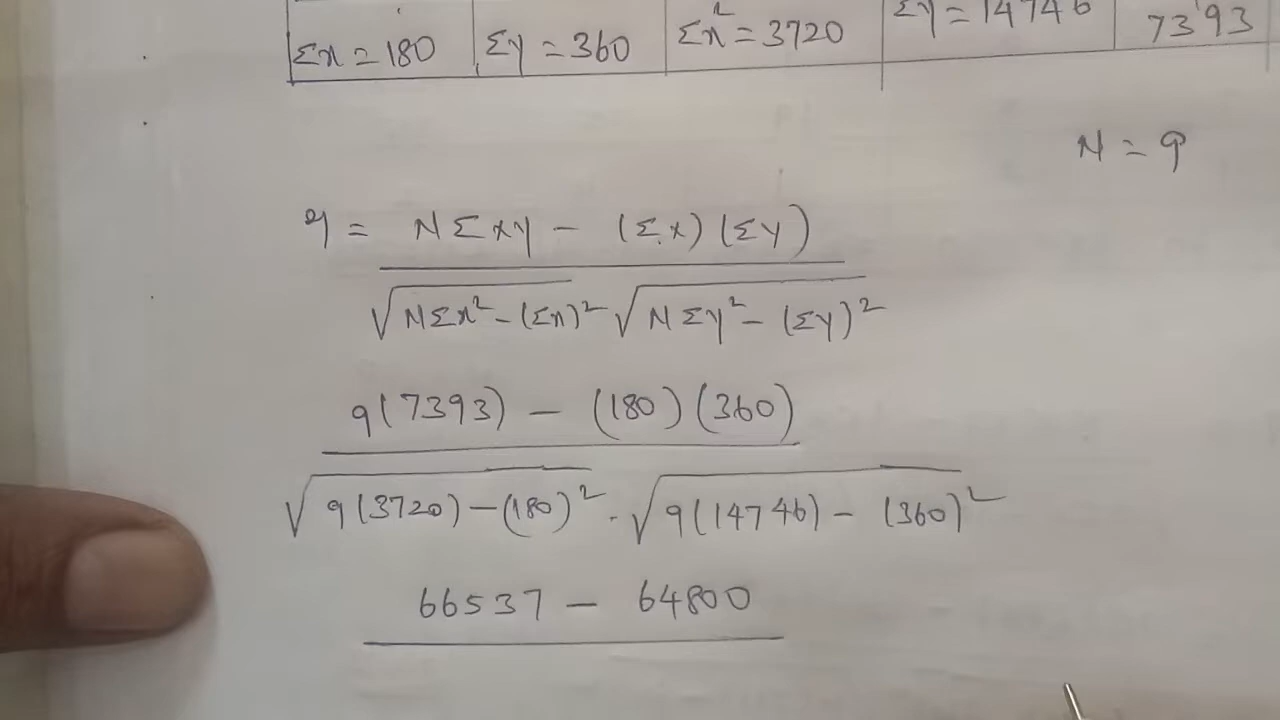 Σx = 180 Σy = 360 Σx² = 3720 Σy² = 14746 7393
N = 9
r = NΣxy - (Σx)(Σy)
√NΣx² - (Σx)² √NΣy² - (Σy)²
9(7393) - (180)(360)
√9(3720) - (180)² . √9(14746) - (360)²
66537 - 64800